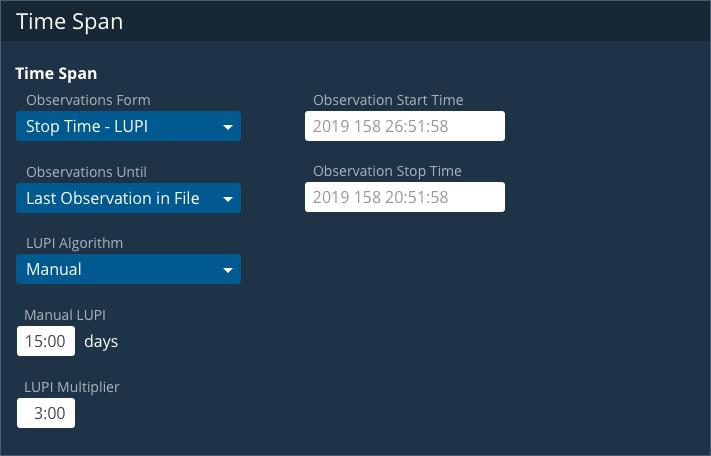 Time Span
Time Span
Observations Form
Observation Start Time
Stop Time - LUPI
2019 158 26:51:58
Observations Until
Observation Stop Time
Last Observation in File
2019 158 20:51:58
LUPI Algorithm
Manual
Manual LUPI
15:00 days
LUPI Multiplier
3:00